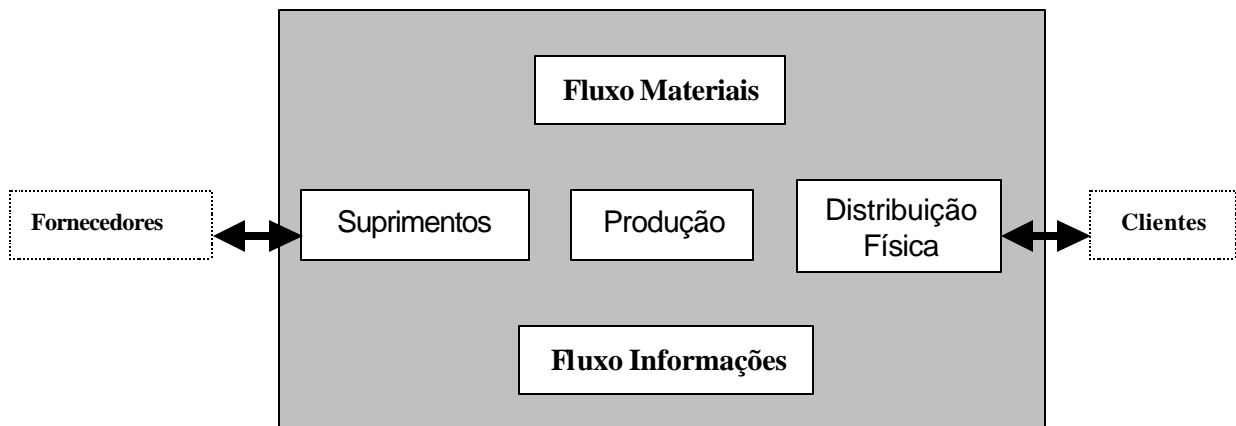 Fluxo Materiais
Fornecedores
Suprimentos
Produção
Distribuição
Física
Clientes
Fluxo Informações